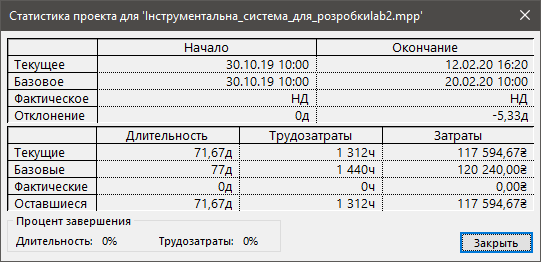 Статистика проекта для 'Інструментальна_система_для_розробкиlab2.mpp'
Начало Окончание
Текущее 30.10.19 10:00 12.02.20 16:20
Базовое 30.10.19 10:00 20.02.20 10:00
Фактическое НД НД
Отклонение 0д -5,33д
Длительность Трудозатраты Затраты
Текущие 71,67д 1 312ч 117 594,67₴
Базовые 77д 1 440ч 120 240,00₴
Фактические 0д 0ч 0,00₴
Оставшиеся 71,67д 1 312ч 117 594,67₴
Процент завершения
Длительность: 0% Трудозатраты: 0%
Закрыть